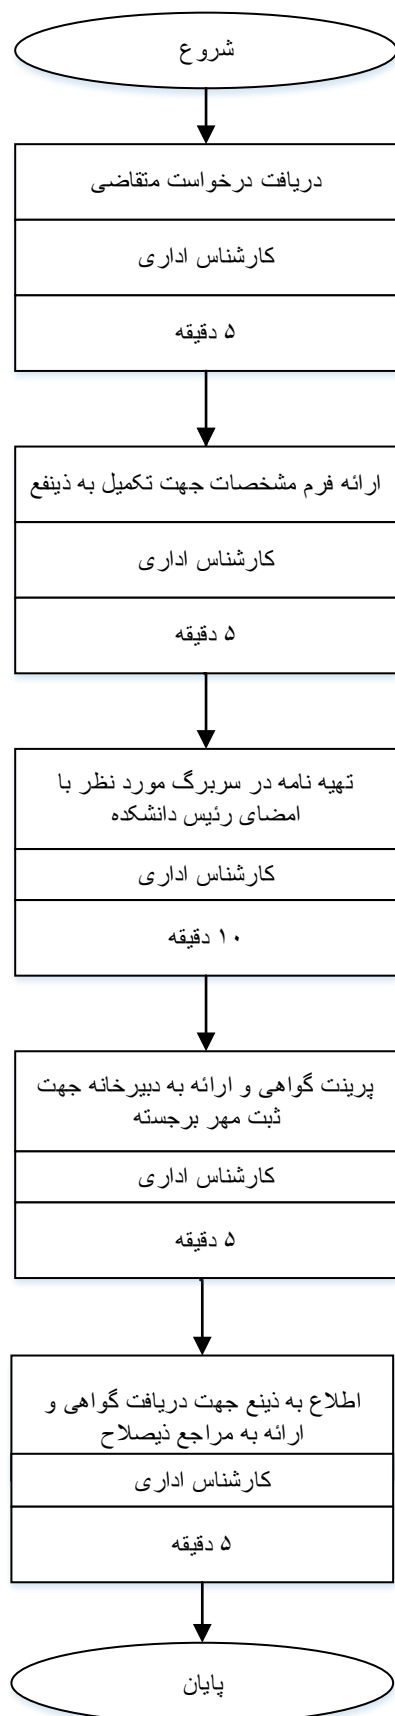 شروع
دریافت درخواست متقاضی
کارشناس اداری
۵ دقیقه
ارائه فرم مشخصات جهت تکمیل به ذینفع
کارشناس اداری
۵ دقیقه
تهیه نامه در سربرگ مورد نظر با
امضای رئیس دانشکده
کارشناس اداری
۱۰ دقیقه
پرینت گواهی و ارائه به دبیرخانه جهت
ثبت مهر برجسته
کارشناس اداری
۵ دقیقه
اطلاع به ذینع جهت دریافت گواهی و
ارائه به مراجع ذیصلاح
کارشناس اداری
۵ دقیقه
پایان